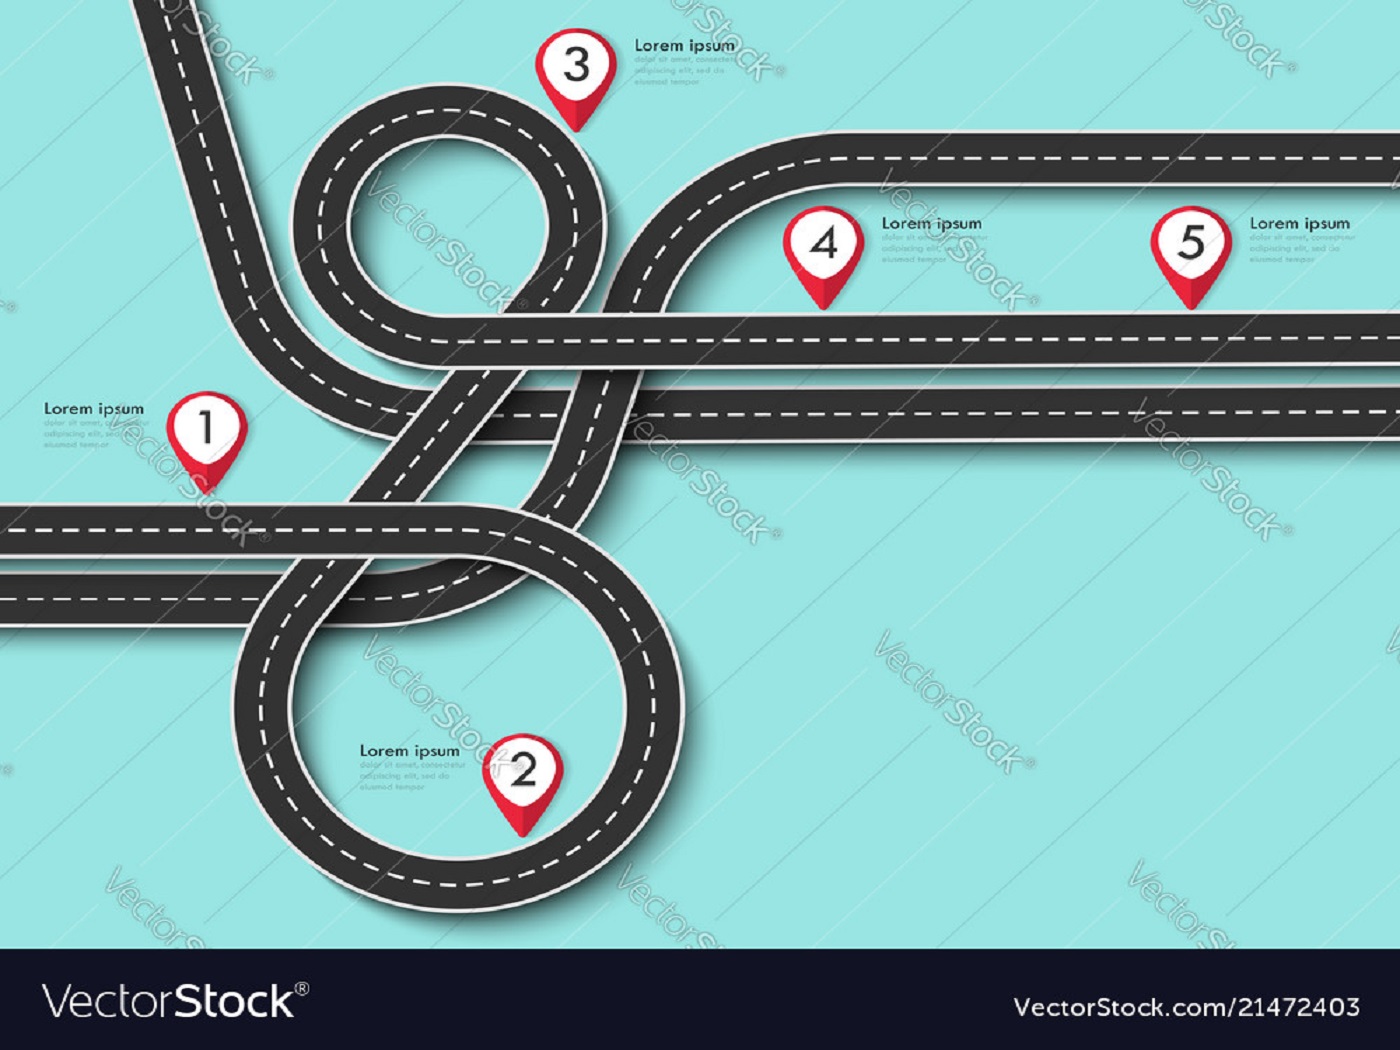 3
Lorem ipsum
dolor sit amet, consectetur
adipiscing elit, sed do
eiusmod tempor
4
Lorem ipsum
dolor sit amet, consectetur
adipiscing elit, sed do
eiusmod tempor
5
Lorem ipsum
dolor sit amet, consectetur
adipiscing elit, sed do
eiusmod tempor
1
Lorem ipsum
dolor sit amet, consectetur
adipiscing elit, sed do
eiusmod tempor
2
Lorem ipsum
dolor sit amet, consectetur
adipiscing elit, sed do
eiusmod tempor
VectorStock®
VectorStock.com/21472403